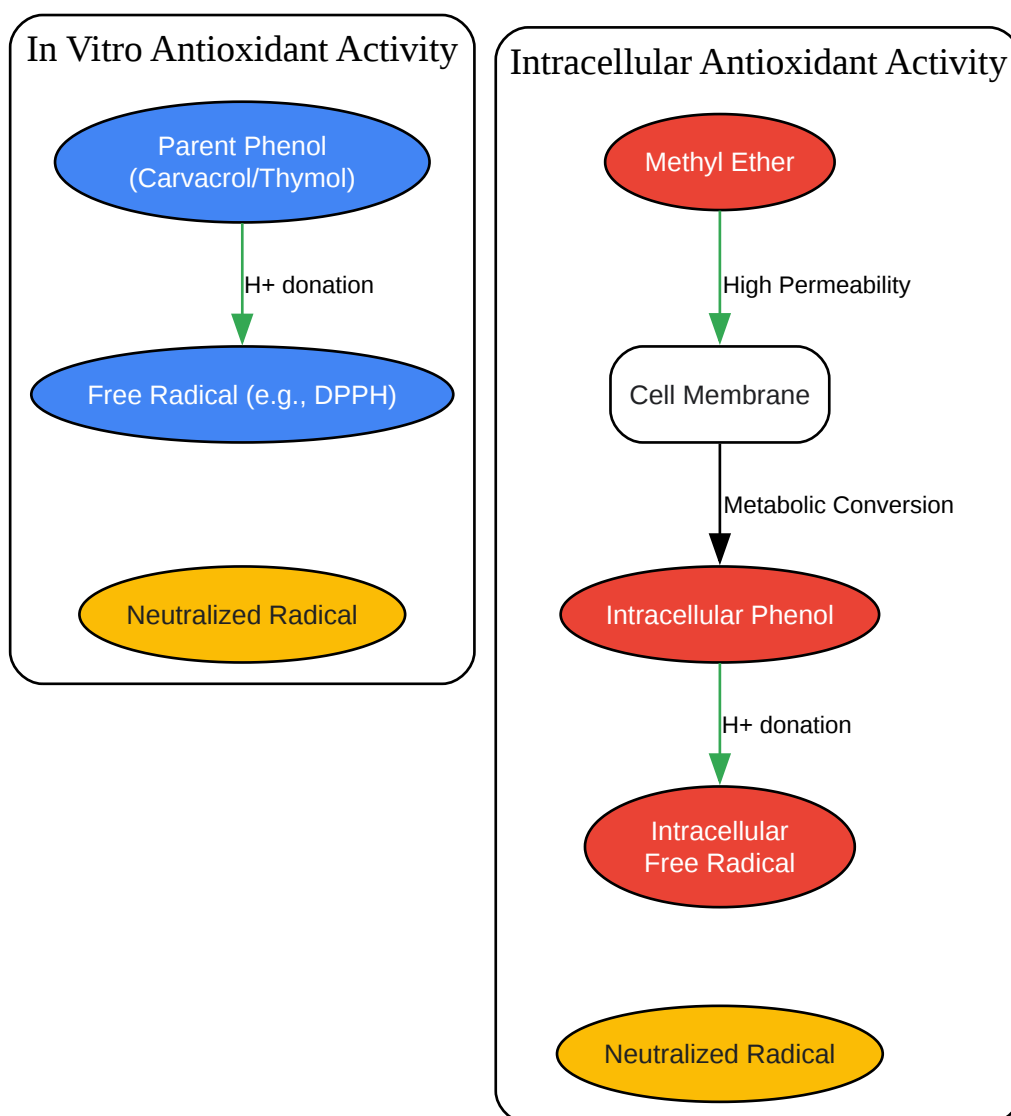 In Vitro Antioxidant Activity
Parent Phenol
(Carvacrol/Thymol)
H+ donation
Free Radical (e.g., DPPH)
Neutralized Radical
Intracellular Antioxidant Activity
Methyl Ether
High Permeability
Cell Membrane
Metabolic Conversion
Intracellular Phenol
H+ donation
Intracellular
Free Radical
Neutralized Radical